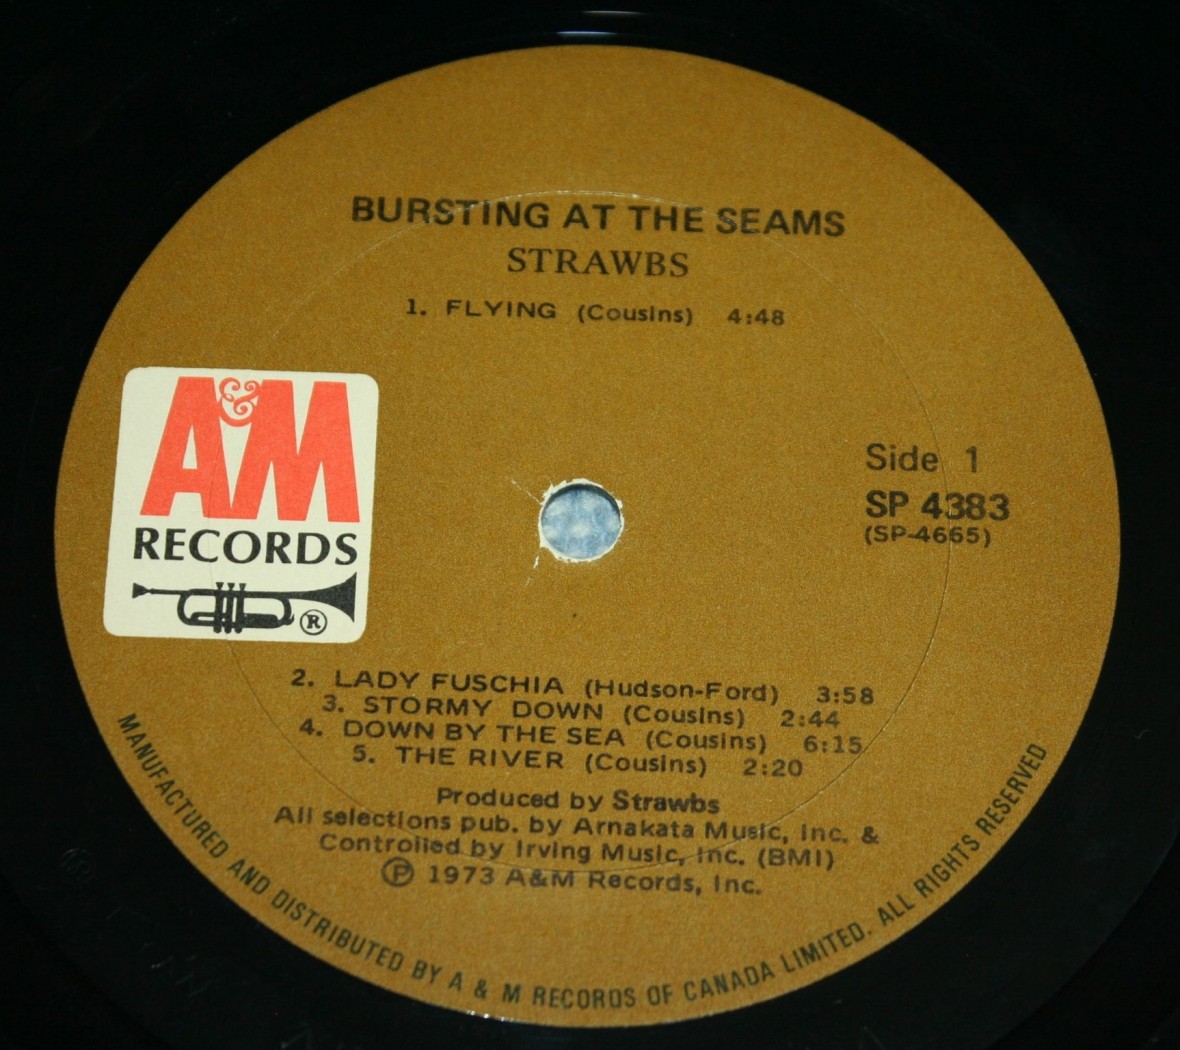 BURSTING AT THE SEAMS
STRAWBS
1. FLYING (Cousins) 4:48
A&M
RECORDS
®
Side 1
SP 4383
(SP-4665)
2. LADY FUSCHIA (Hudson-Ford) 3:58
3. STORMY DOWN (Cousins) 2:44
4. DOWN BY THE SEA (Cousins) 6:15
5. THE RIVER (Cousins) 2:20
Produced by Strawbs
All selections pub. by Arnakata Music, Inc. &
Controlled by Irving Music, Inc. (BMI)
℗ 1973 A&M Records, Inc.
MANUFACTURED AND DISTRIBUTED BY A & M RECORDS OF CANADA LIMITED. ALL RIGHTS RESERVED